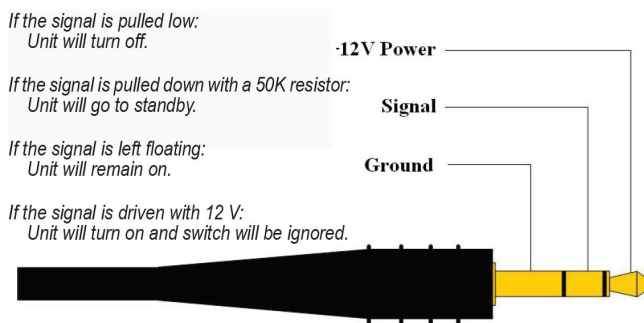 If the signal is pulled low:
Unit will turn off.
If the signal is pulled down with a 50K resistor:
Unit will go to standby.
If the signal is left floating:
Unit will remain on.
If the signal is driven with 12 V:
Unit will turn on and switch will be ignored.
-12V Power
Signal
Ground